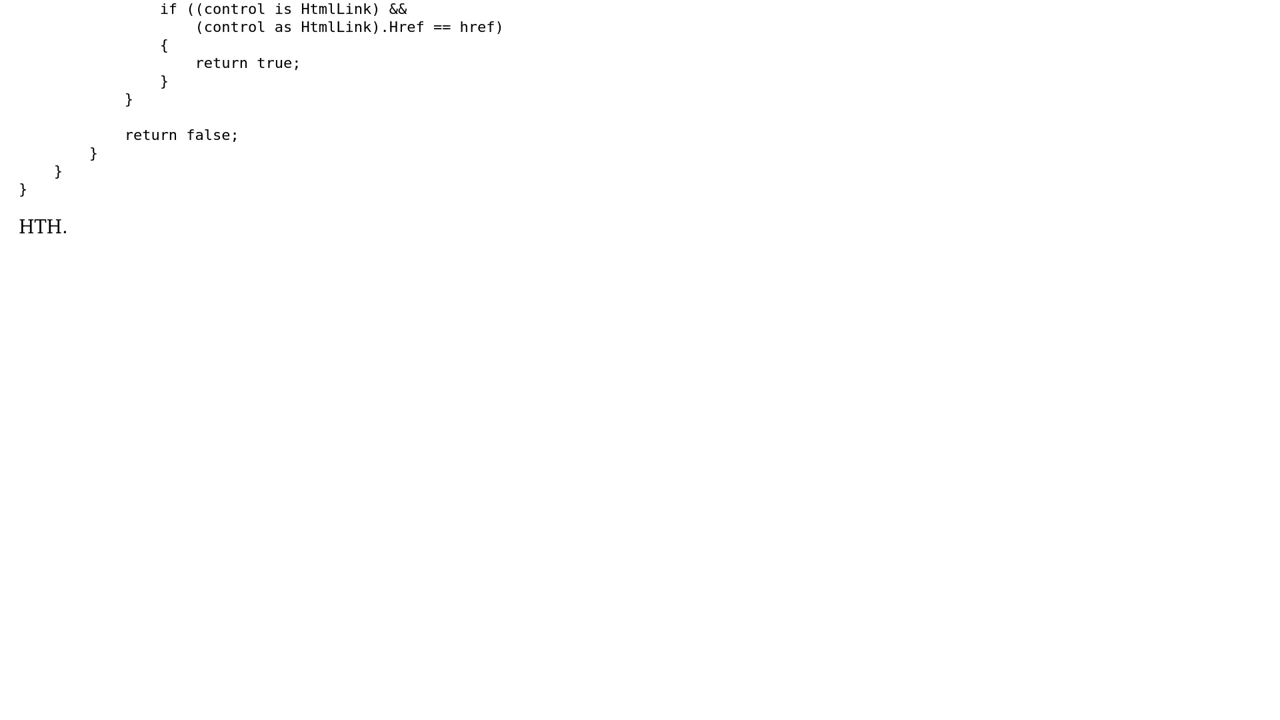 if ((control is HtmlLink) &&
                    (control as HtmlLink).Href == href)
                {
                    return true;
                }
            }

            return false;
        }
    }
}
HTH.